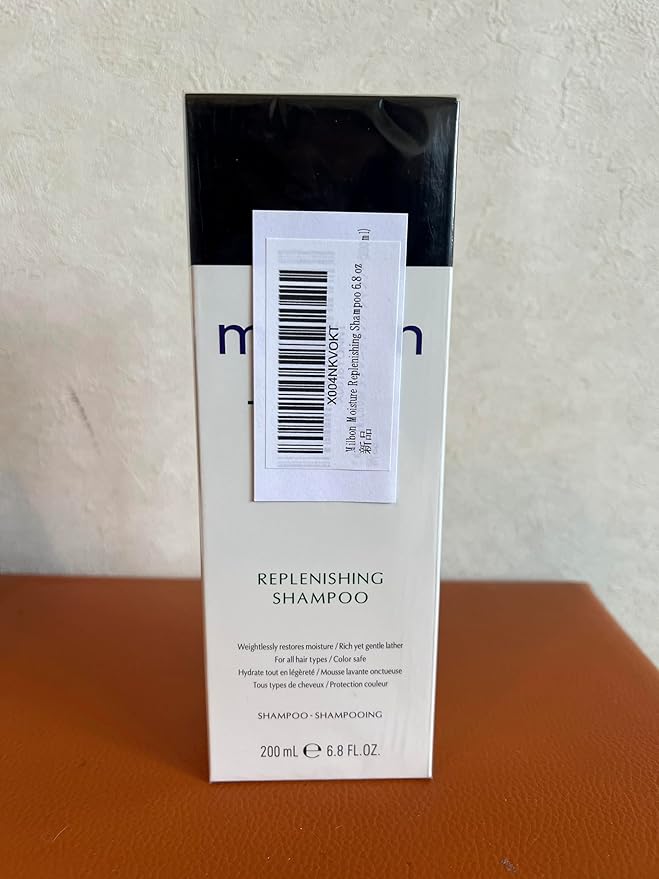 X004NKVOKT
Milbon Moisture Replenishing Shampoo 6.8 oz
新品
REPLENISHING
SHAMPOO
Weightlessly restores moisture / Rich yet gentle lather
For all hair types / Color safe
Hydrate tout en légèreté / Mousse lavante onctueuse
Tous types de cheveux / Protection couleur
SHAMPOO - SHAMPOOING
200 mL ℮ 6.8 FL.OZ.